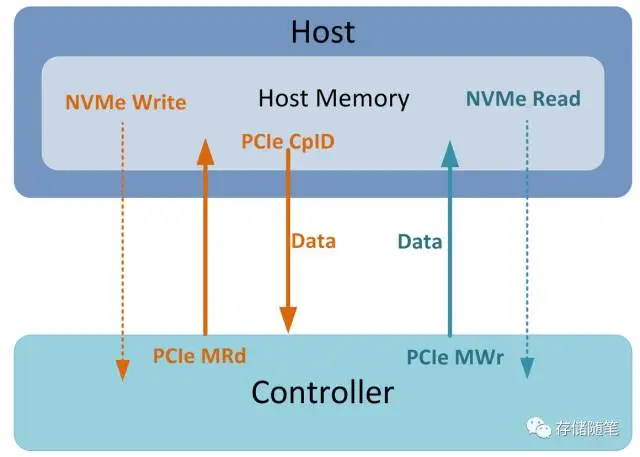 Host
NVMe Write
Host Memory
NVMe Read
PCIe CplD
Data
Data
PCIe MRd
PCIe MWr
Controller
存储随笔